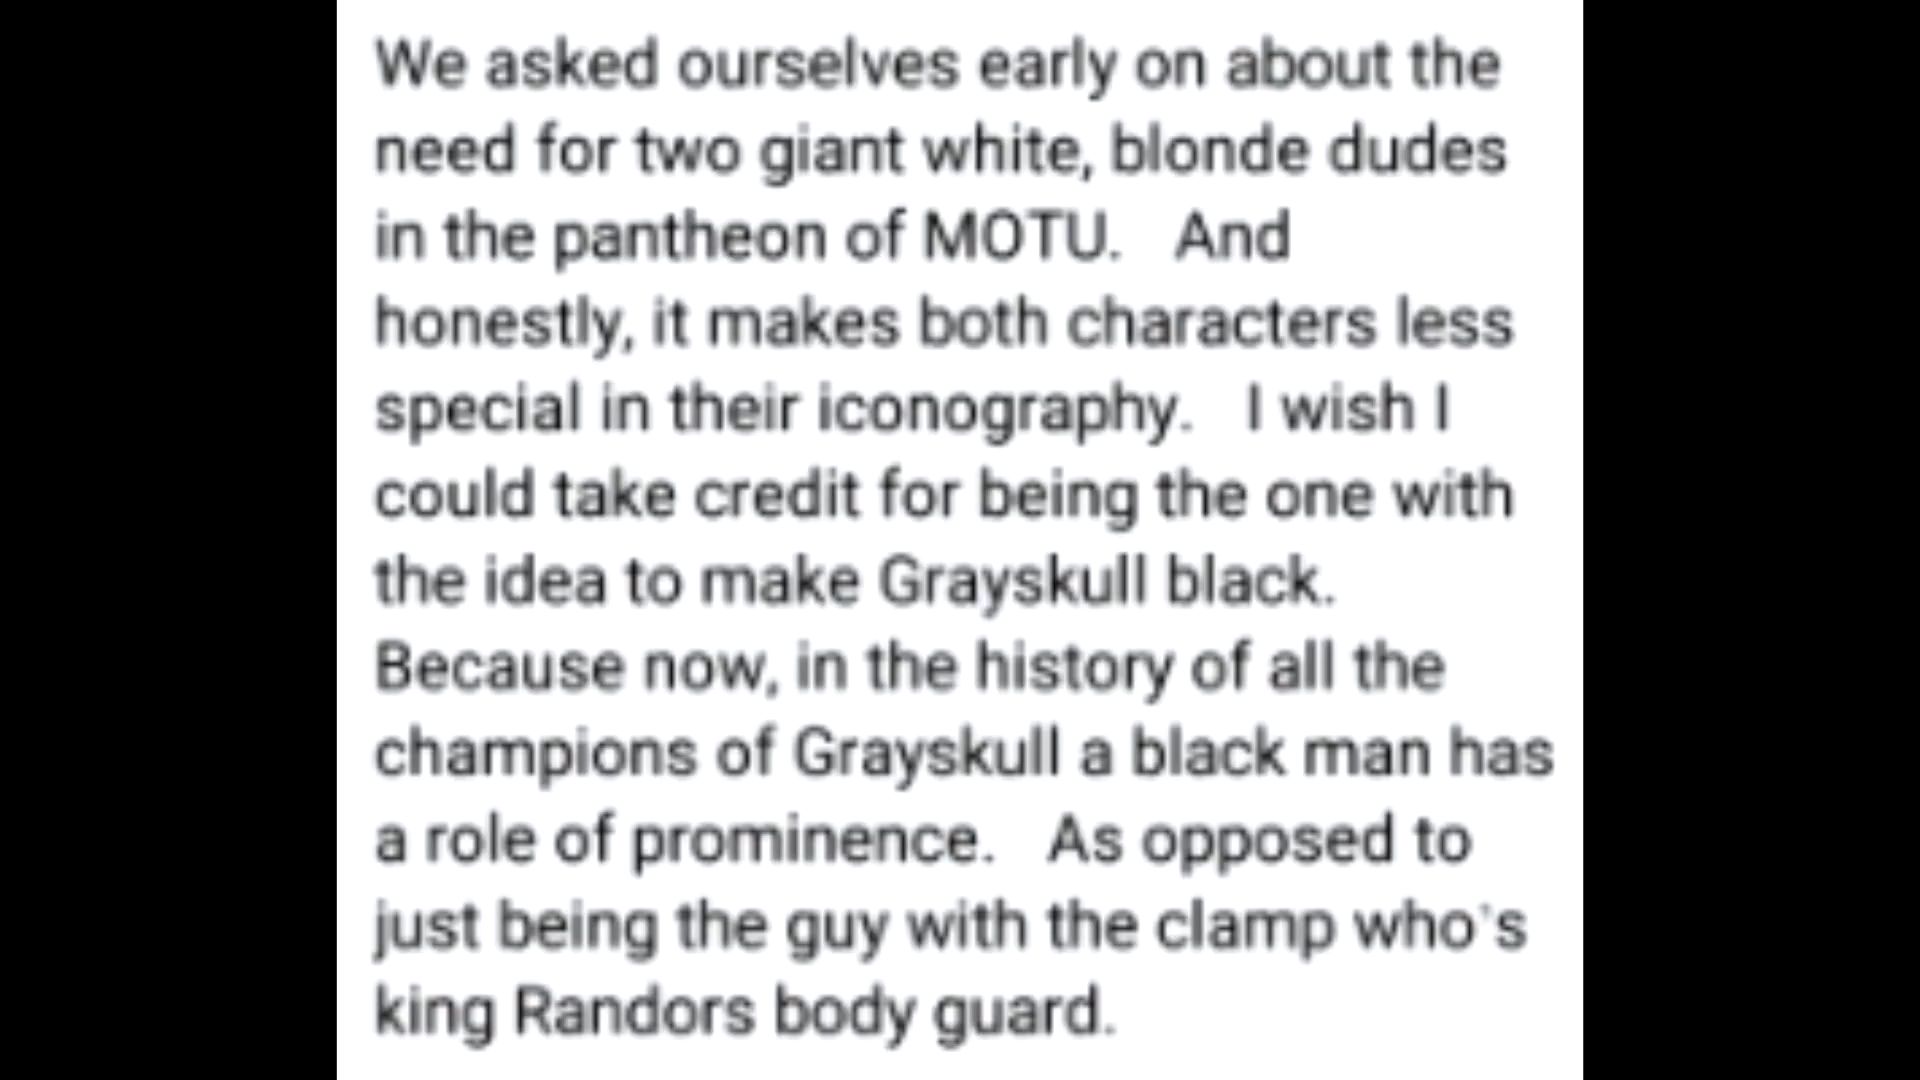 We asked ourselves early on about the
need for two giant white, blonde dudes
in the pantheon of MOTU.   And
honestly, it makes both characters less
special in their iconography.   I wish I
could take credit for being the one with
the idea to make Grayskull black.
Because now, in the history of all the
champions of Grayskull a black man has
a role of prominence.   As opposed to
just being the guy with the clamp who's
king Randors body guard.